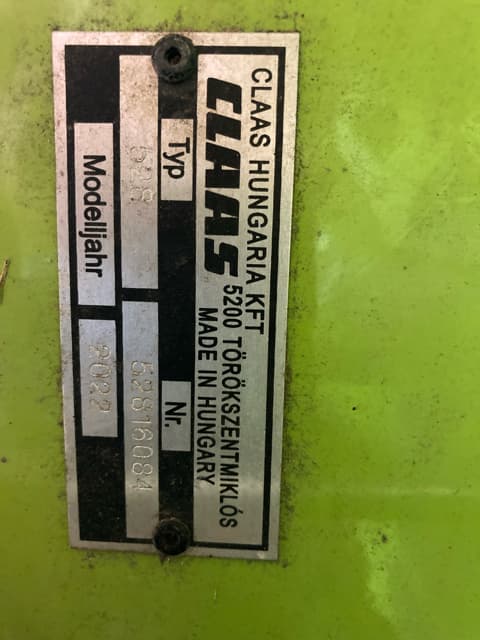 CLAAS HUNGARIA KFT
CLAAS 5200 TÖRÖKSZENTMIKLÓS
MADE IN HUNGARY
Typ Nr.
528 52816084
Modelljahr 2022